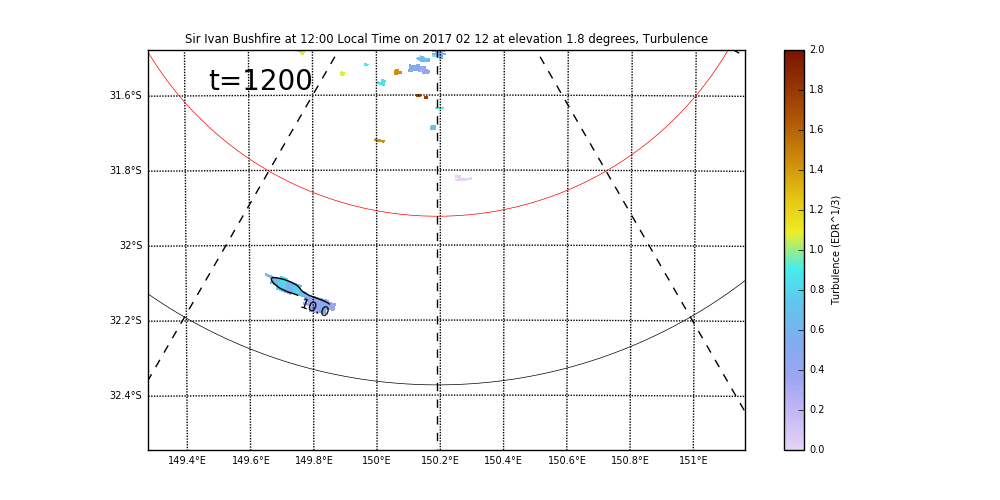 Sir Ivan Bushfire at 12:00 Local Time on 2017 02 12 at elevation 1.8 degrees, Turbulence
t=1200
31.6°S
31.8°S
32°S
32.2°S
32.4°S
10.0
149.4°E 149.6°E 149.8°E 150°E 150.2°E 150.4°E 150.6°E 150.8°E 151°E
2.0
1.8
1.6
1.4
1.2
1.0
0.8
0.6
0.4
0.2
0.0
Turbulence (EDR^1/3)